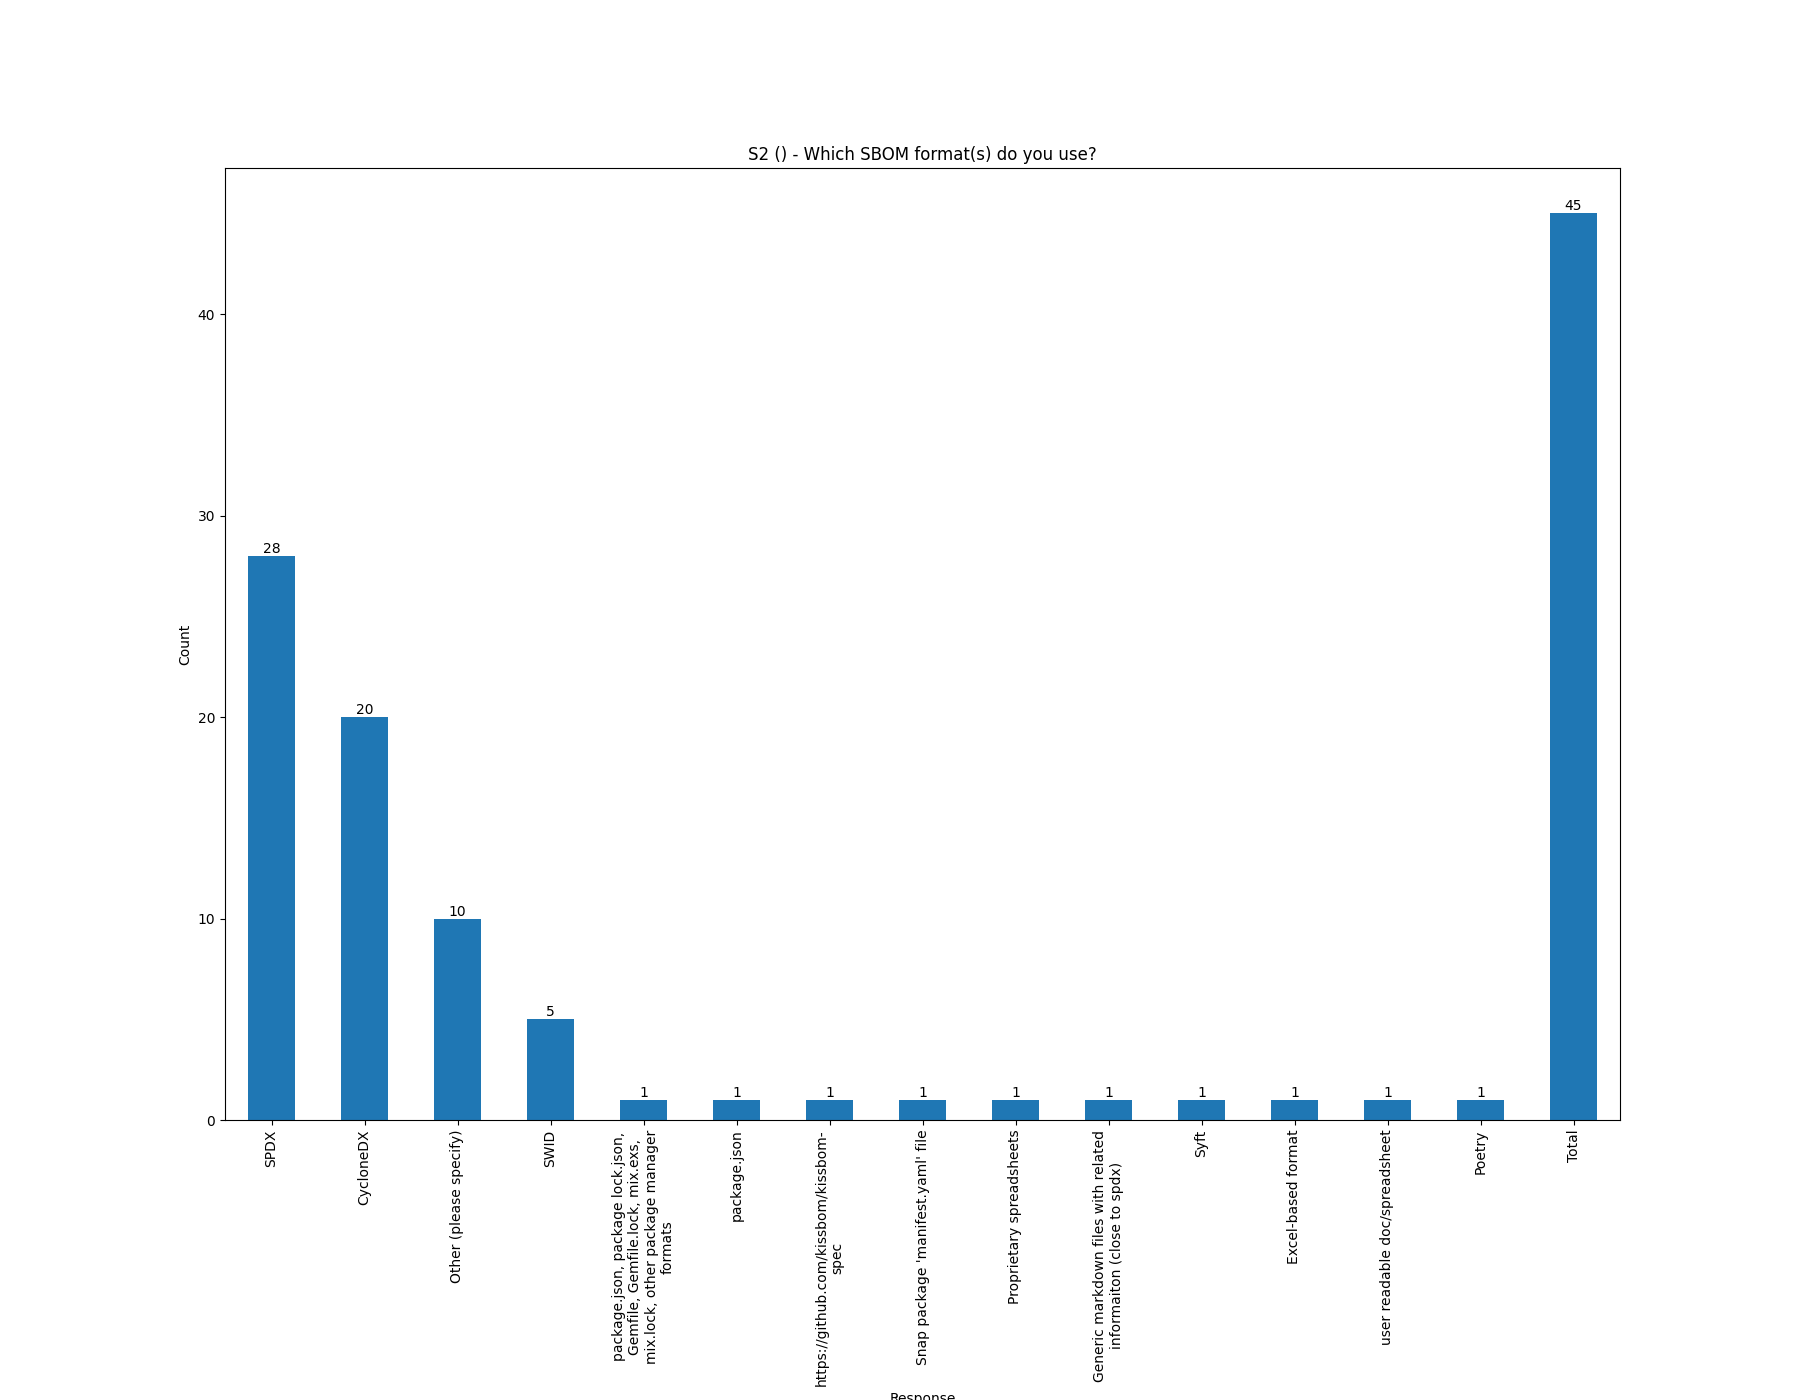 S2 () - Which SBOM format(s) do you use?
Count
0
10
20
30
40
28
20
10
5
1
1
1
1
1
1
1
1
1
1
45
SPDX
CycloneDX
Other (please specify)
SWID
package.json, package lock.json,
Gemfile, Gemfile.lock, mix.exs,
mix.lock, other package manager
formats
package.json
https://github.com/kissbom/kissbom-
spec
Snap package 'manifest.yaml' file
Proprietary spreadsheets
Generic markdown files with related
informaiton (close to spdx)
Syft
Excel-based format
user readable doc/spreadsheet
Poetry
Total
Response